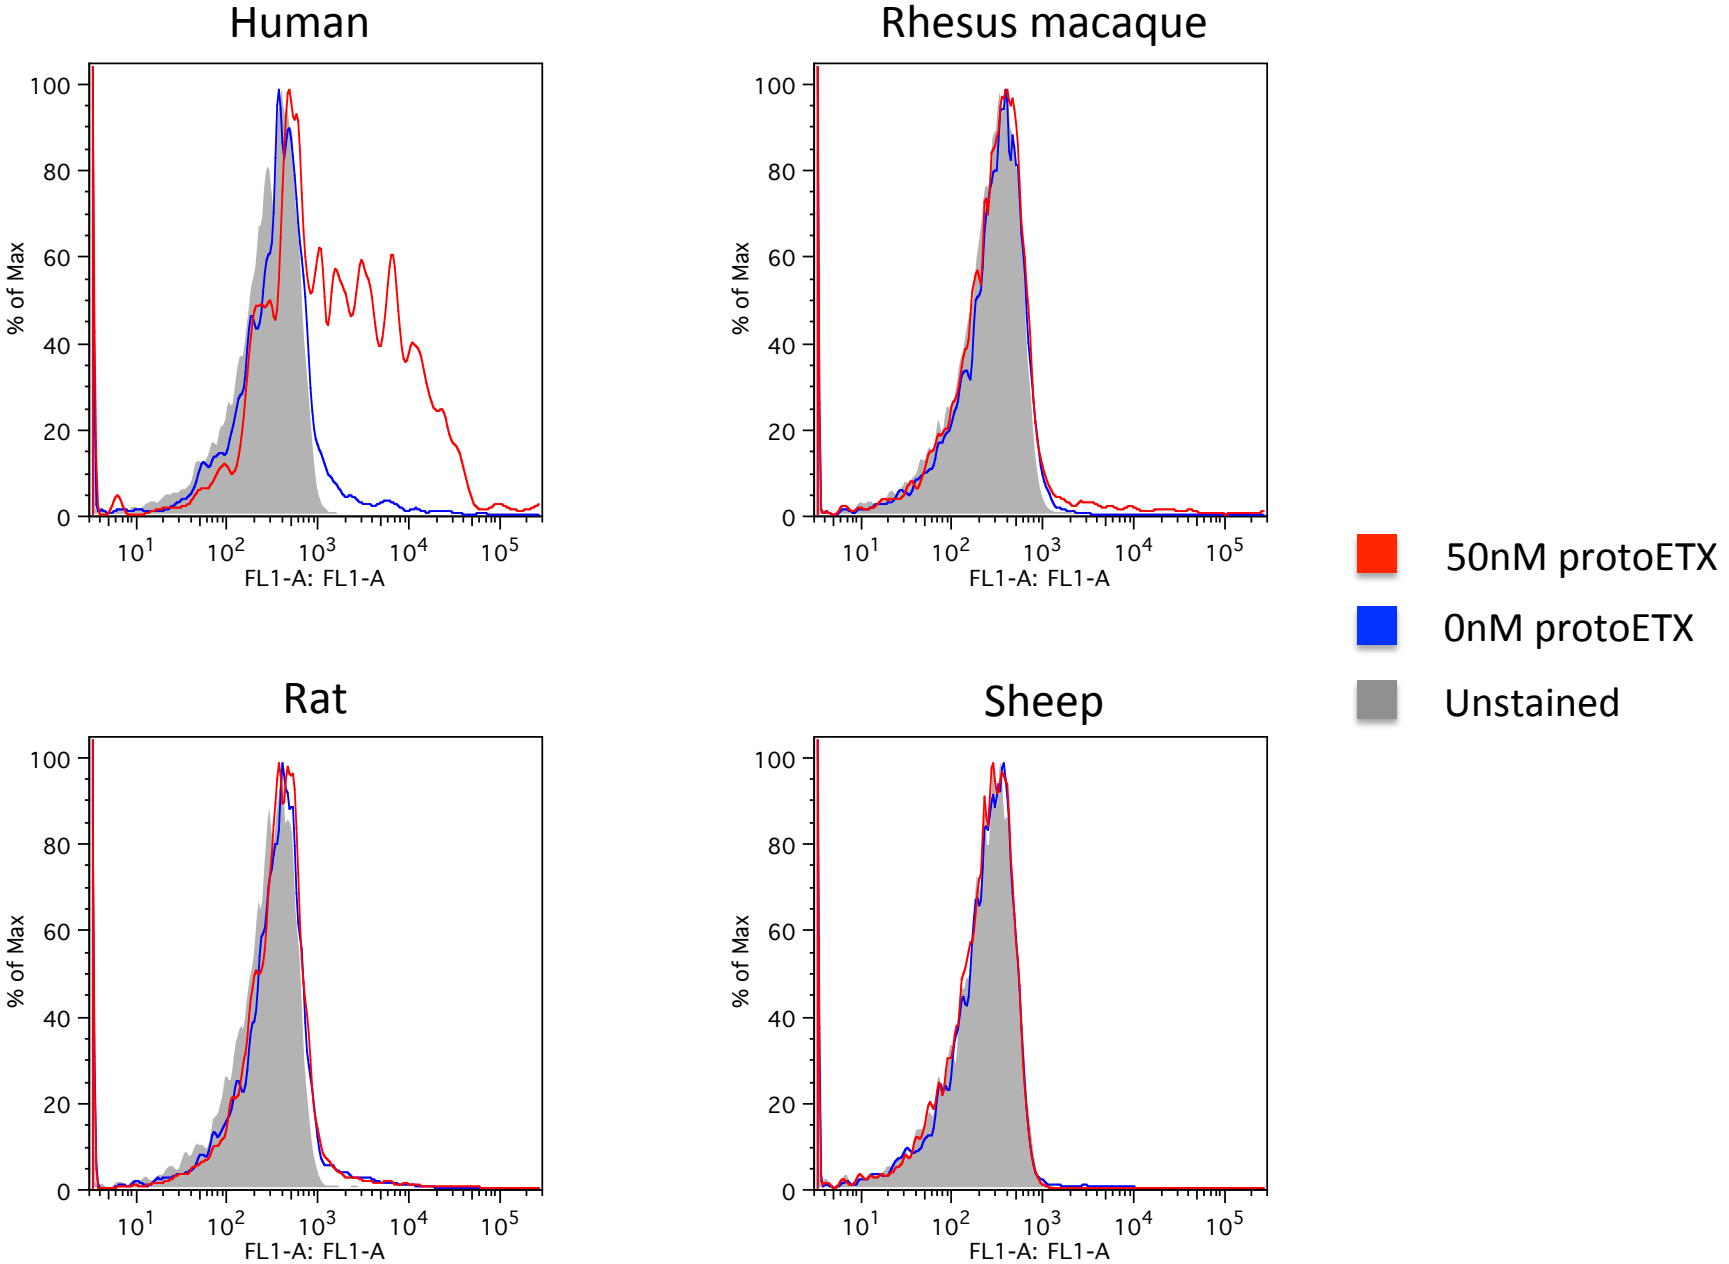 Human
Rhesus macaque
% of Max
100
80
60
40
20
0
10¹ 10² 10³ 10⁴ 10⁵
FL1-A: FL1-A
% of Max
100
80
60
40
20
0
10¹ 10² 10³ 10⁴ 10⁵
FL1-A: FL1-A
50nM protoETX
0nM protoETX
Unstained
Rat
Sheep
% of Max
100
80
60
40
20
0
10¹ 10² 10³ 10⁴ 10⁵
FL1-A: FL1-A
% of Max
100
80
60
40
20
0
10¹ 10² 10³ 10⁴ 10⁵
FL1-A: FL1-A